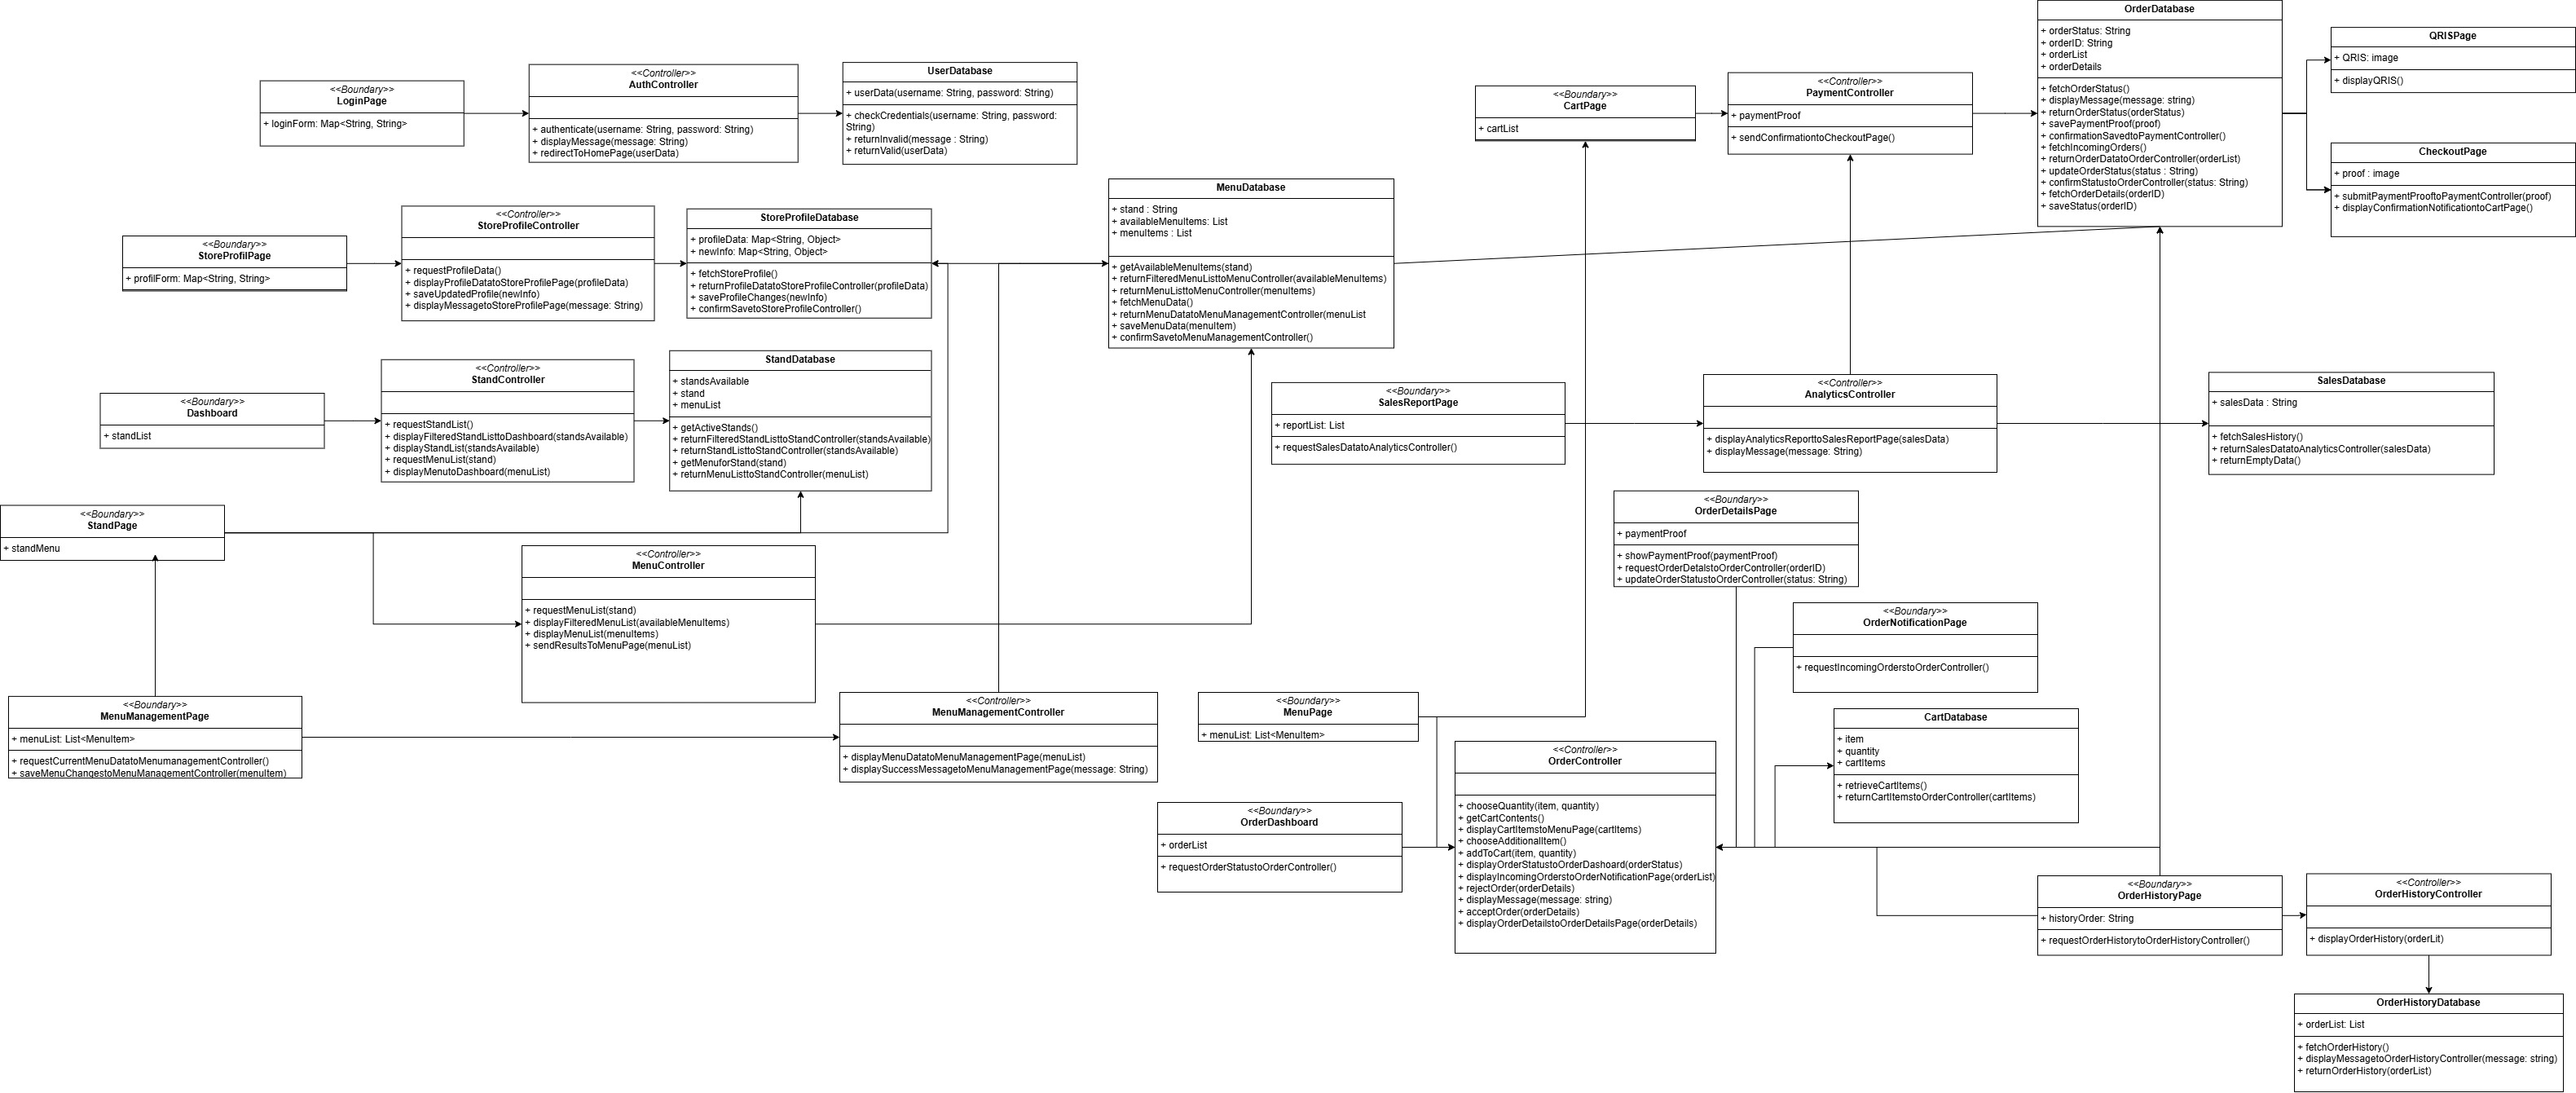 <<Boundary>>
LoginPage
+ loginForm: Map<String, String>
<<Controller>>
AuthController
+ authenticate(username: String, password: String)
+ displayMessage(message: String)
+ redirectToHomePage(userData)
UserDatabase
+ userData(username: String, password: String)
+ checkCredentials(username: String, password:
String)
+ returnInvalid(message : String)
+ returnValid(userData)
<<Boundary>>
CartPage
+ cartList
<<Controller>>
PaymentController
+ paymentProof
+ sendConfirmationtoCheckoutPage()
OrderDatabase
+ orderStatus: String
+ orderID: String
+ orderList
+ orderDetails
+ fetchOrderStatus()
+ displayMessage(message: string)
+ returnOrderStatus(orderStatus)
+ savePaymentProof(proof)
+ confirmationSavedtoPaymentController()
+ fetchIncomingOrders()
+ returnOrderDatatoOrderController(orderList)
+ updateOrderStatus(status : String)
+ confirmStatustoOrderController(status: String)
+ fetchOrderDetails(orderID)
+ saveStatus(orderID)
QRISPage
+ QRIS: image
+ displayQRIS()
CheckoutPage
+ proof : image
+ submitPaymentProoftoPaymentController(proof)
+ displayConfirmationNotificationtoCartPage()
<<Boundary>>
StoreProfilPage
+ profilForm: Map<String, String>
<<Controller>>
StoreProfileController
+ requestProfileData()
+ displayProfileDatatoStoreProfilePage(profileData)
+ saveUpdatedProfile(newInfo)
+ displayMessagetoStoreProfilePage(message: String)
StoreProfileDatabase
+ profileData: Map<String, Object>
+ newInfo: Map<String, Object>
+ fetchStoreProfile()
+ returnProfileDatatoStoreProfileController(profileData)
+ saveProfileChanges(newInfo)
+ confirmSavetoStoreProfileController()
MenuDatabase
+ stand : String
+ availableMenuItems: List
+ menuItems : List
+ getAvailableMenuItems(stand)
+ returnFilteredMenuListtoMenuController(availableMenuItems)
+ returnMenuListtoMenuController(menuItems)
+ fetchMenuData()
+ returnMenuDatatoMenuManagementController(menuList
+ saveMenuData(menuItem)
+ confirmSavetoMenuManagementController()
<<Boundary>>
Dashboard
+ standList
<<Controller>>
StandController
+ requestStandList()
+ displayFilteredStandListtoDashboard(standsAvailable)
+ displayStandList(standsAvailable)
+ requestMenuList(stand)
+ displayMenutoDashboard(menuList)
StandDatabase
+ standsAvailable
+ stand
+ menuList
+ getActiveStands()
+ returnFilteredStandListtoStandController(standsAvailable)
+ returnStandListtoStandController(standsAvailable)
+ getMenuforStand(stand)
+ returnMenuListtoStandController(menuList)
<<Boundary>>
SalesReportPage
+ reportList: List
+ requestSalesDatatoAnalyticsController()
<<Controller>>
AnalyticsController
+ displayAnalyticsReporttoSalesReportPage(salesData)
+ displayMessage(message: String)
SalesDatabase
+ salesData : String
+ fetchSalesHistory()
+ returnSalesDatatoAnalyticsController(salesData)
+ returnEmptyData()
<<Boundary>>
StandPage
+ standMenu
<<Controller>>
MenuController
+ requestMenuList(stand)
+ displayFilteredMenuList(availableMenuItems)
+ displayMenuList(menuItems)
+ sendResultsToMenuPage(menuList)
<<Boundary>>
OrderDetailsPage
+ paymentProof
+ showPaymentProof(paymentProof)
+ requestOrderDetalstoOrderController(orderID)
+ updateOrderStatustoOrderController(status: String)
<<Boundary>>
OrderNotificationPage
+ requestIncomingOrderstoOrderController()
<<Boundary>>
MenuManagementPage
+ menuList: List<MenuItem>
+ requestCurrentMenuDatatoMenumanagementController()
+ saveMenuChangestoMenuManagementController(menuItem)
<<Controller>>
MenuManagementController
+ displayMenuDatatoMenuManagementPage(menuList)
+ displaySuccessMessagetoMenuManagementPage(message: String)
<<Boundary>>
MenuPage
+ menuList: List<MenuItem>
CartDatabase
+ item
+ quantity
+ cartItems
+ retrieveCartItems()
+ returnCartItemstoOrderController(cartItems)
<<Controller>>
OrderController
+ chooseQuantity(item, quantity)
+ getCartContents()
+ displayCartItemstoMenuPage(cartItems)
+ chooseAdditionalItem()
+ addToCart(item, quantity)
+ displayOrderStatustoOrderDashoard(orderStatus)
+ displayIncomingOrderstoOrderNotificationPage(orderList)
+ rejectOrder(orderDetails)
+ displayMessage(message: string)
+ acceptOrder(orderDetails)
+ displayOrderDetailstoOrderDetailsPage(orderDetails)
<<Boundary>>
OrderDashboard
+ orderList
+ requestOrderStatustoOrderController()
<<Boundary>>
OrderHistoryPage
+ historyOrder: String
+ requestOrderHistorytoOrderHistoryController()
<<Controller>>
OrderHistoryController
+ displayOrderHistory(orderLit)
OrderHistoryDatabase
+ orderList: List
+ fetchOrderHistory()
+ displayMessagetoOrderHistoryController(message: string)
+ returnOrderHistory(orderList)